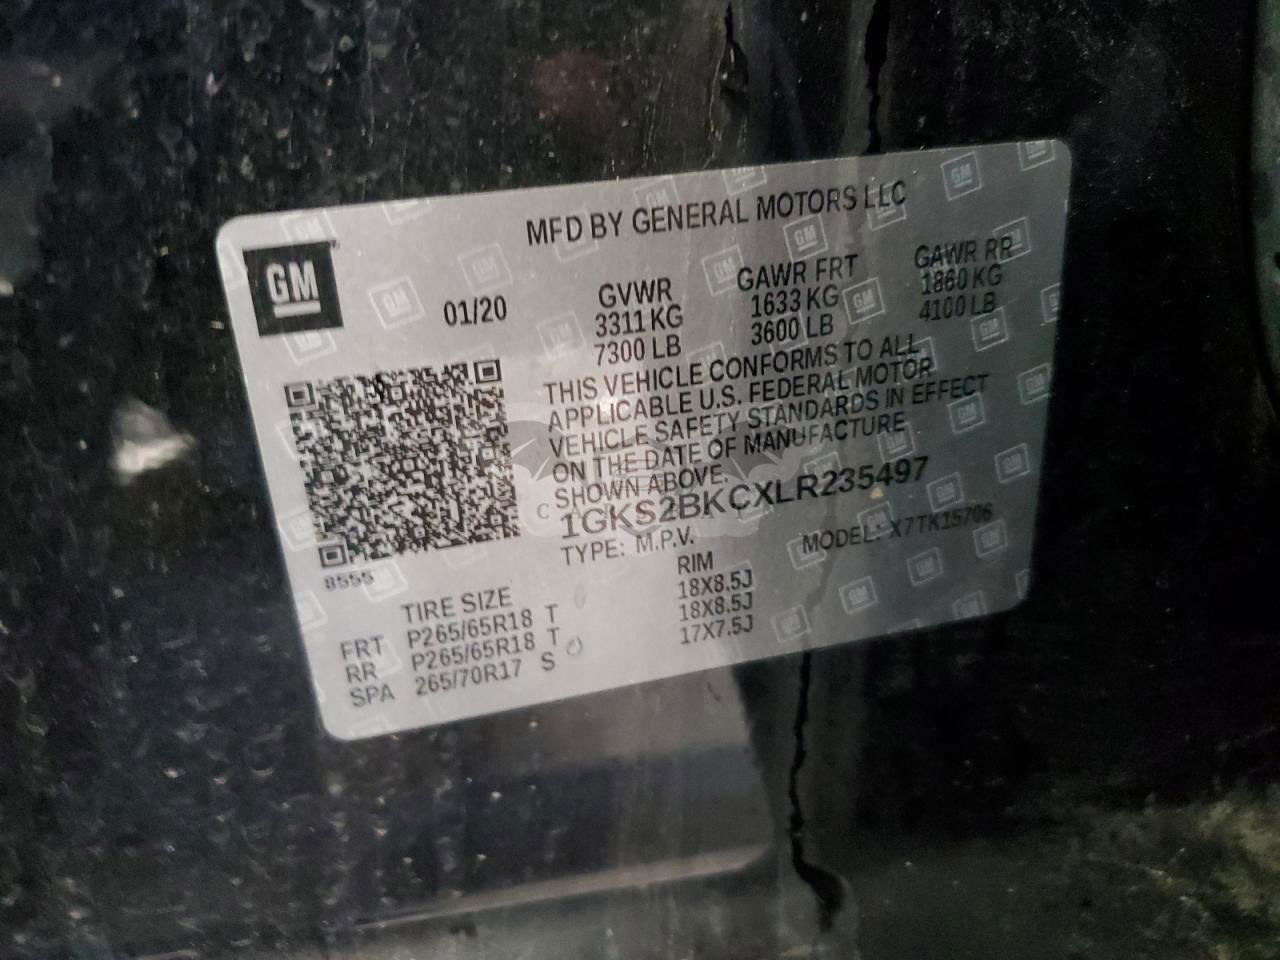 MFD BY GENERAL MOTORS LLC
GM
01/20
GVWR
3311 KG
7300 LB
GAWR FRT
1633 KG
3600 LB
GAWR RR
1860 KG
4100 LB
THIS VEHICLE CONFORMS TO ALL
APPLICABLE U.S. FEDERAL MOTOR
VEHICLE SAFETY STANDARDS IN EFFECT
ON THE DATE OF MANUFACTURE
SHOWN ABOVE.
1GKS2BKCXLR235497
TYPE: M.P.V.
MODEL: X7TK15706
8555
TIRE SIZE
RIM
FRT P265/65R18 T 18X8.5J
RR P265/65R18 T 18X8.5J
SPA 265/70R17 S 17X7.5J